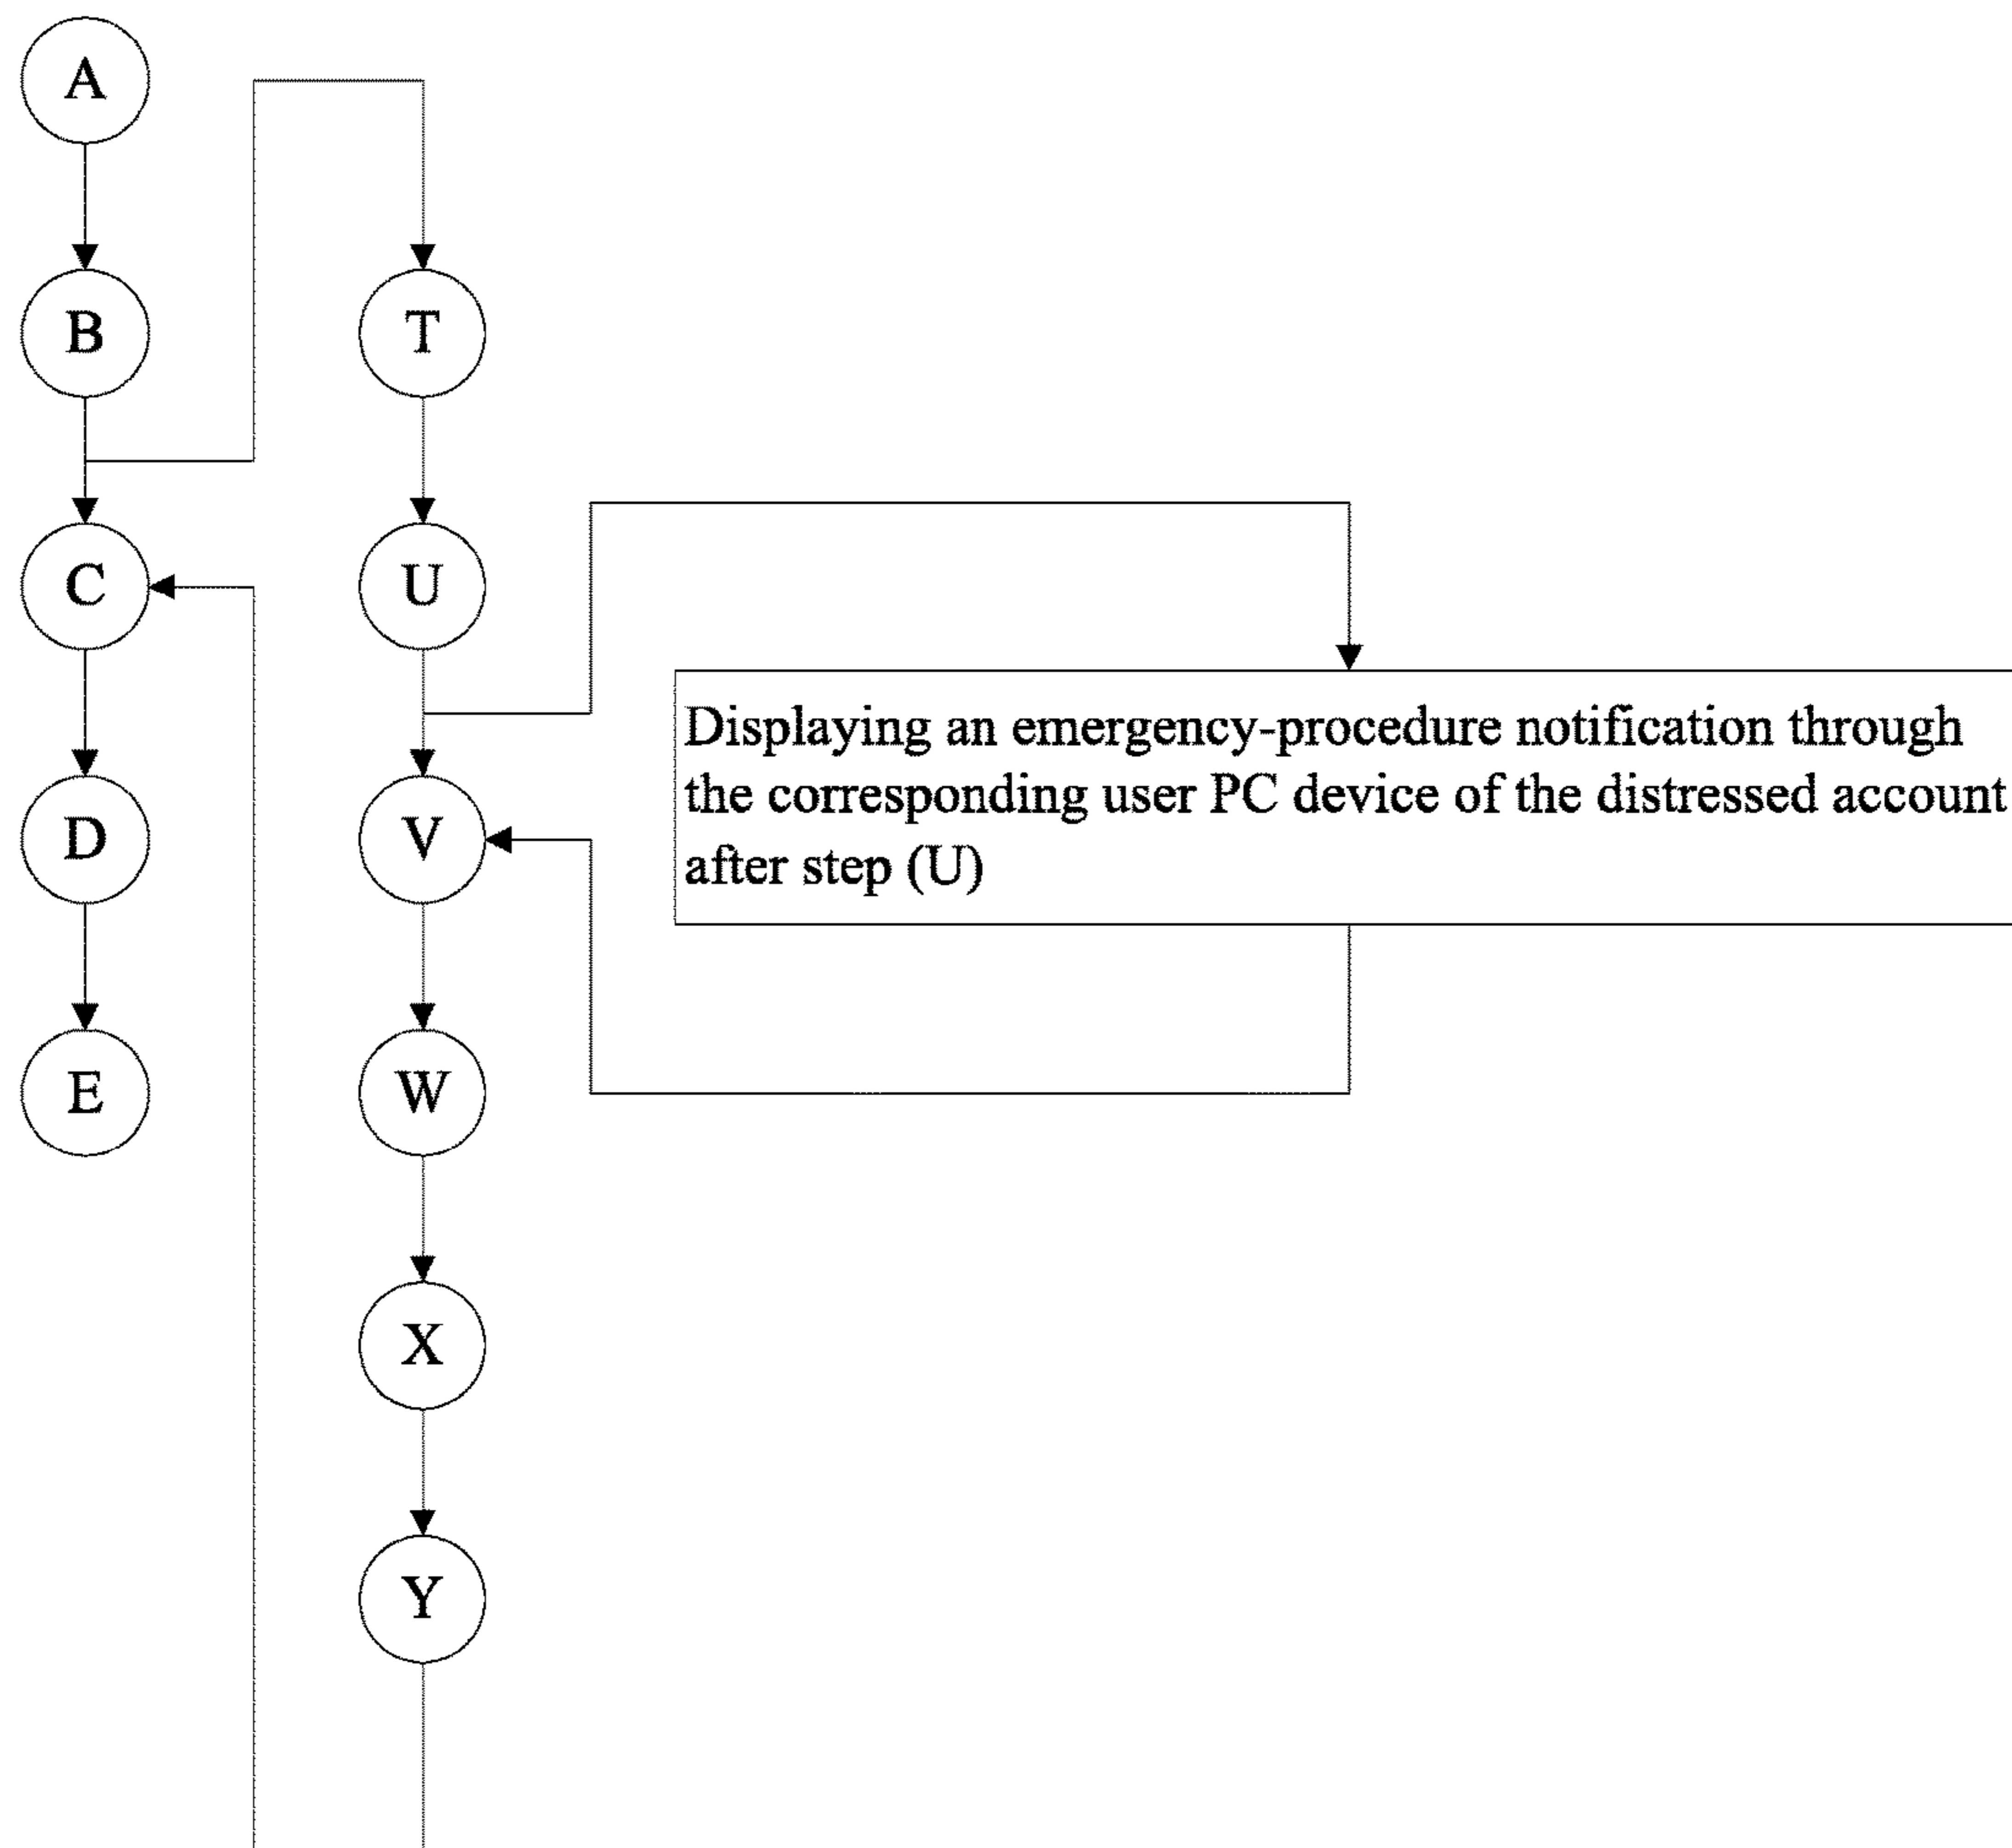 A
B
T
C
U
Displaying an emergency-procedure notification through
the corresponding user PC device of the distressed account
after step (U)
D
V
E
W
X
Y